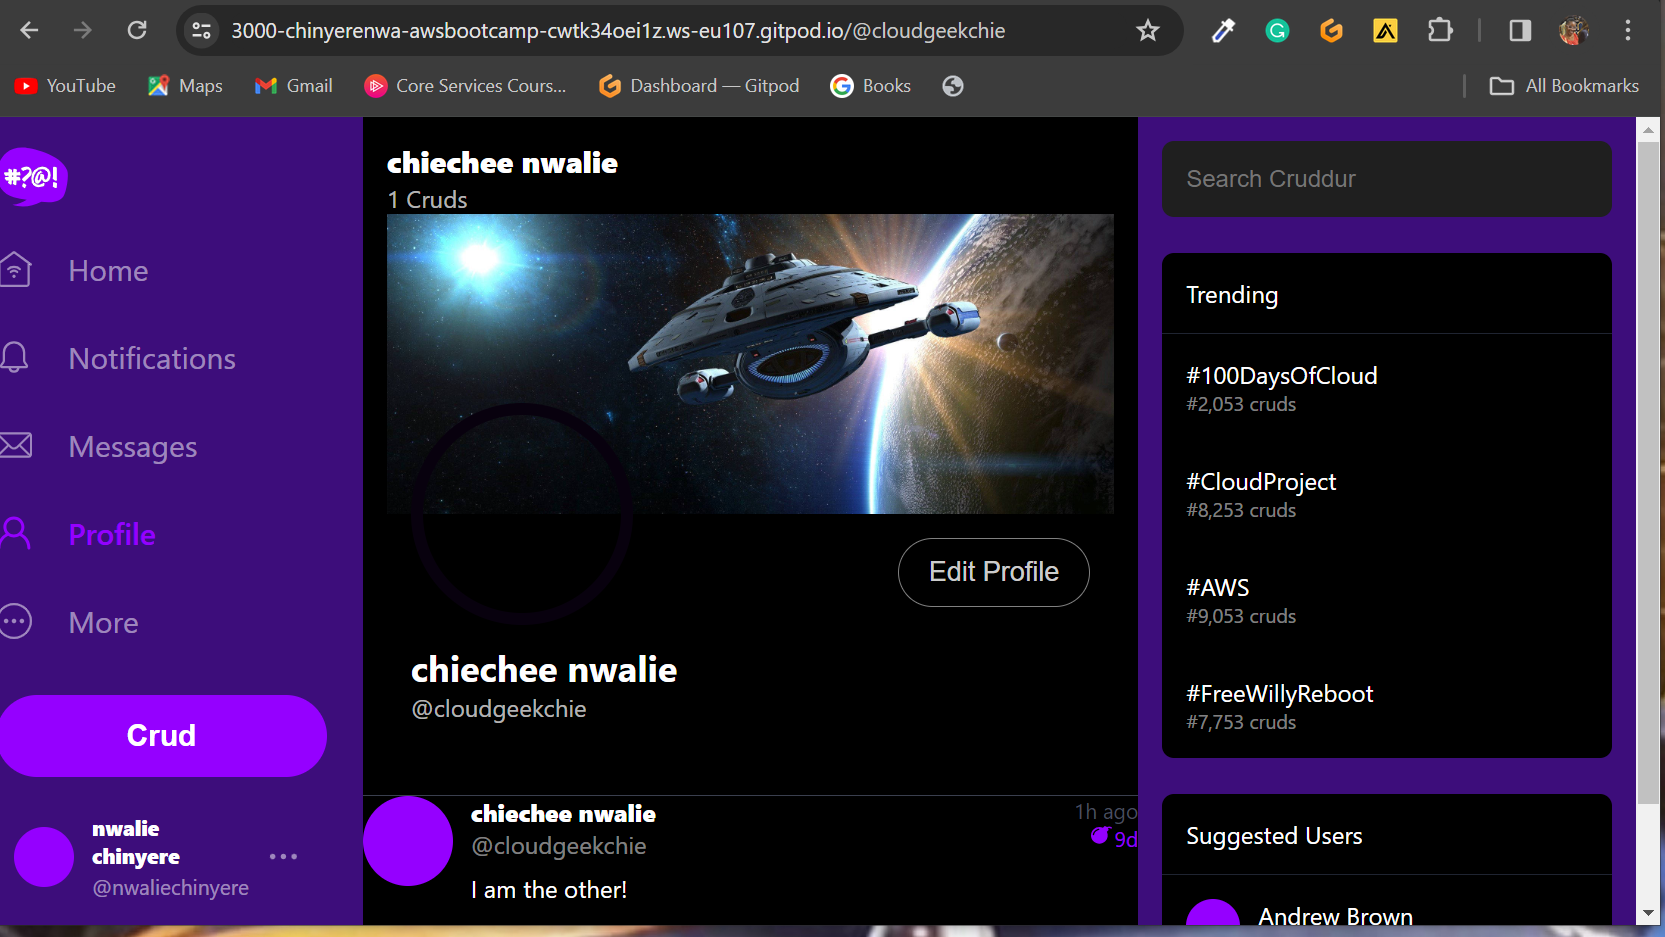 3000-chinyerenwa-awsbootcamp-cwtk34oei1z.ws-eu107.gitpod.io/@cloudgeekchie
YouTube
Maps
Gmail
Core Services Cours...
Dashboard — Gitpod
Books
All Bookmarks
#?@!
Home
Notifications
Messages
Profile
More
Crud
nwalie
chinyere
@nwaliechinyere
chiechee nwalie
1 Cruds
Edit Profile
chiechee nwalie
@cloudgeekchie
chiechee nwalie
1h ago
@cloudgeekchie
9d
I am the other!
Search Cruddur
Trending
#100DaysOfCloud
#2,053 cruds
#CloudProject
#8,253 cruds
#AWS
#9,053 cruds
#FreeWillyReboot
#7,753 cruds
Suggested Users
Andrew Brown